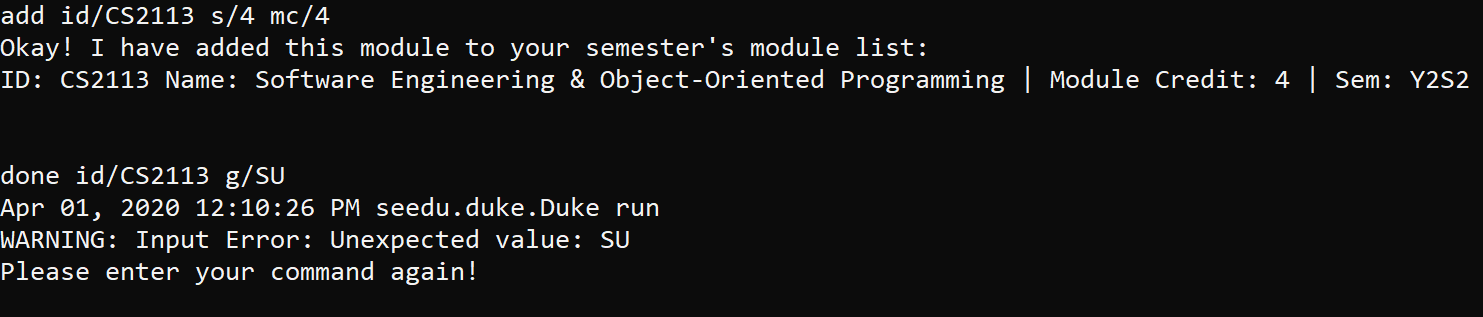 add id/CS2113 s/4 mc/4
Okay! I have added this module to your semester's module list:
ID: CS2113 Name: Software Engineering & Object-Oriented Programming | Module Credit: 4 | Sem: Y2S2
done id/CS2113 g/SU
Apr 01, 2020 12:10:26 PM seedu.duke.Duke run
WARNING: Input Error: Unexpected value: SU
Please enter your command again!